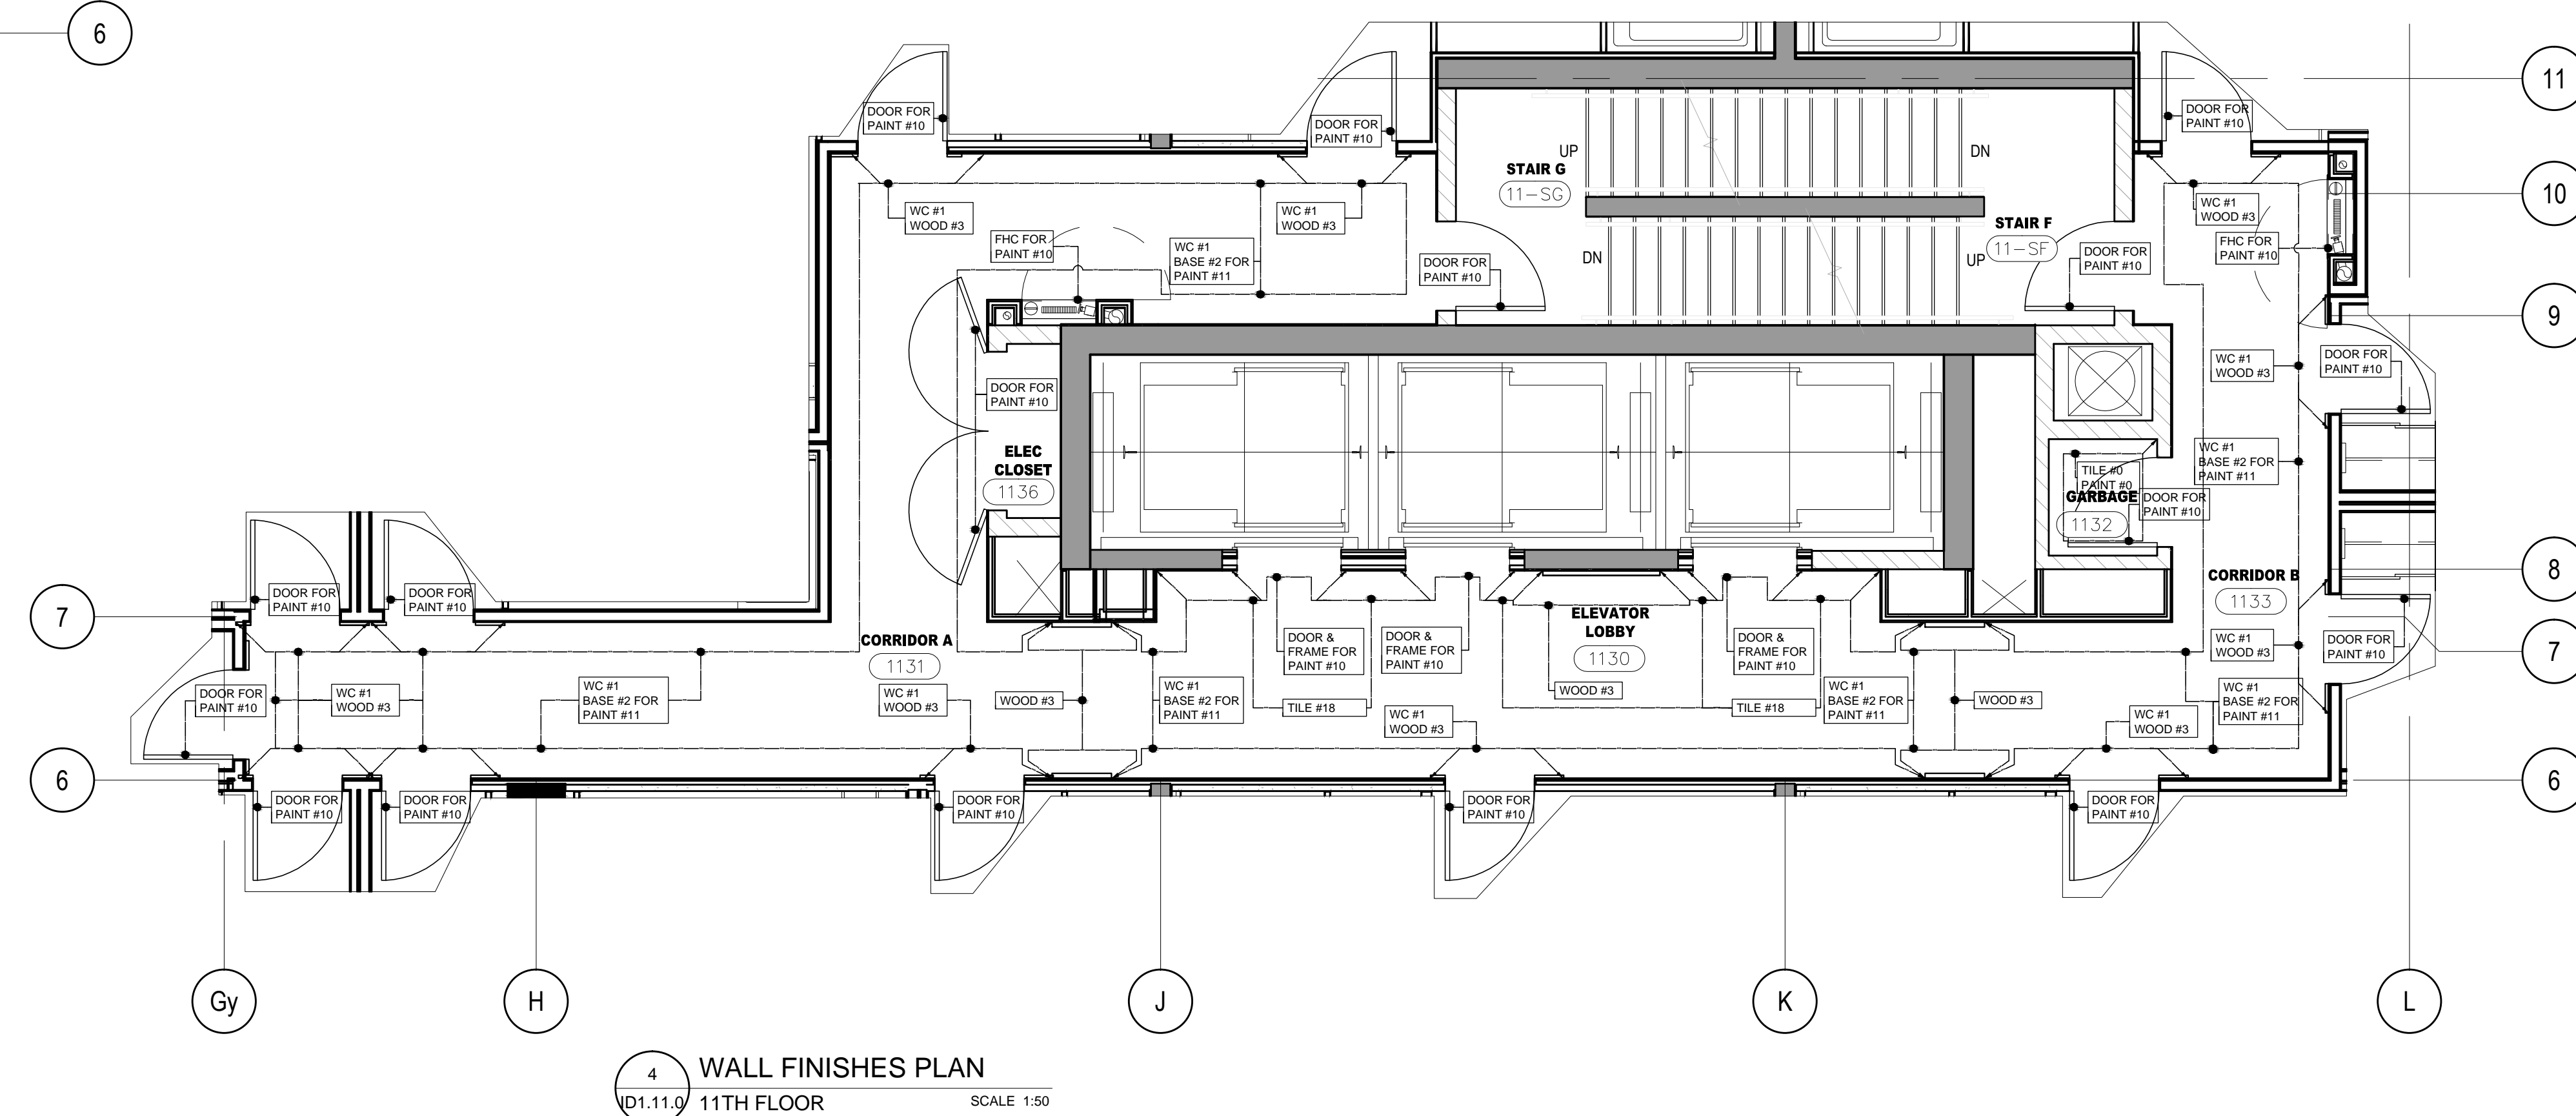 6
11
DOOR FOR
PAINT #10
DOOR FOR
PAINT #10
DOOR FOR
PAINT #10
UP
STAIR G
11-SG
DN
10
WC #1
WOOD #3
WC #1
WOOD #3
WC #1
WOOD #3
STAIR F
11-SF
FHC FOR
PAINT #10
WC #1
BASE #2 FOR
PAINT #11
DOOR FOR
PAINT #10
DN
UP
DOOR FOR
PAINT #10
FHC FOR
PAINT #10
9
DOOR FOR
PAINT #10
WC #1
WOOD #3
DOOR FOR
PAINT #10
ELEC
CLOSET
1136
WC #1
BASE #2 FOR
PAINT #11
TILE #0
PAINT #0
GARBAGE
1132
DOOR FOR
PAINT #10
8
CORRIDOR B
1133
DOOR FOR
PAINT #10
DOOR FOR
PAINT #10
7
CORRIDOR A
1131
ELEVATOR
LOBBY
1130
DOOR &
FRAME FOR
PAINT #10
DOOR &
FRAME FOR
PAINT #10
DOOR &
FRAME FOR
PAINT #10
WC #1
WOOD #3
DOOR FOR
PAINT #10
7
DOOR FOR
PAINT #10
WC #1
WOOD #3
WC #1
BASE #2 FOR
PAINT #11
WC #1
WOOD #3
WOOD #3
WC #1
BASE #2 FOR
PAINT #11
TILE #18
WC #1
WOOD #3
WOOD #3
TILE #18
WC #1
BASE #2 FOR
PAINT #11
WOOD #3
WC #1
WOOD #3
WC #1
BASE #2 FOR
PAINT #11
6
6
DOOR FOR
PAINT #10
DOOR FOR
PAINT #10
DOOR FOR
PAINT #10
DOOR FOR
PAINT #10
DOOR FOR
PAINT #10
Gy
H
J
K
L
4
ID1.11.0
WALL FINISHES PLAN
11TH FLOOR
SCALE 1:50